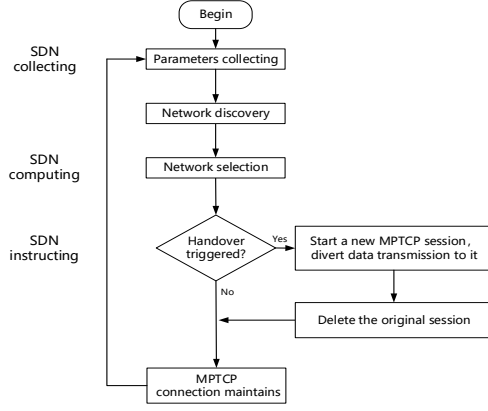 Begin
SDN
collecting
Parameters collecting
Network discovery
SDN
computing
Network selection
SDN
instructing
Handover
triggered?
Yes
Start a new MPTCP session,
divert data transmission to it
No
Delete the original session
MPTCP
connection maintains